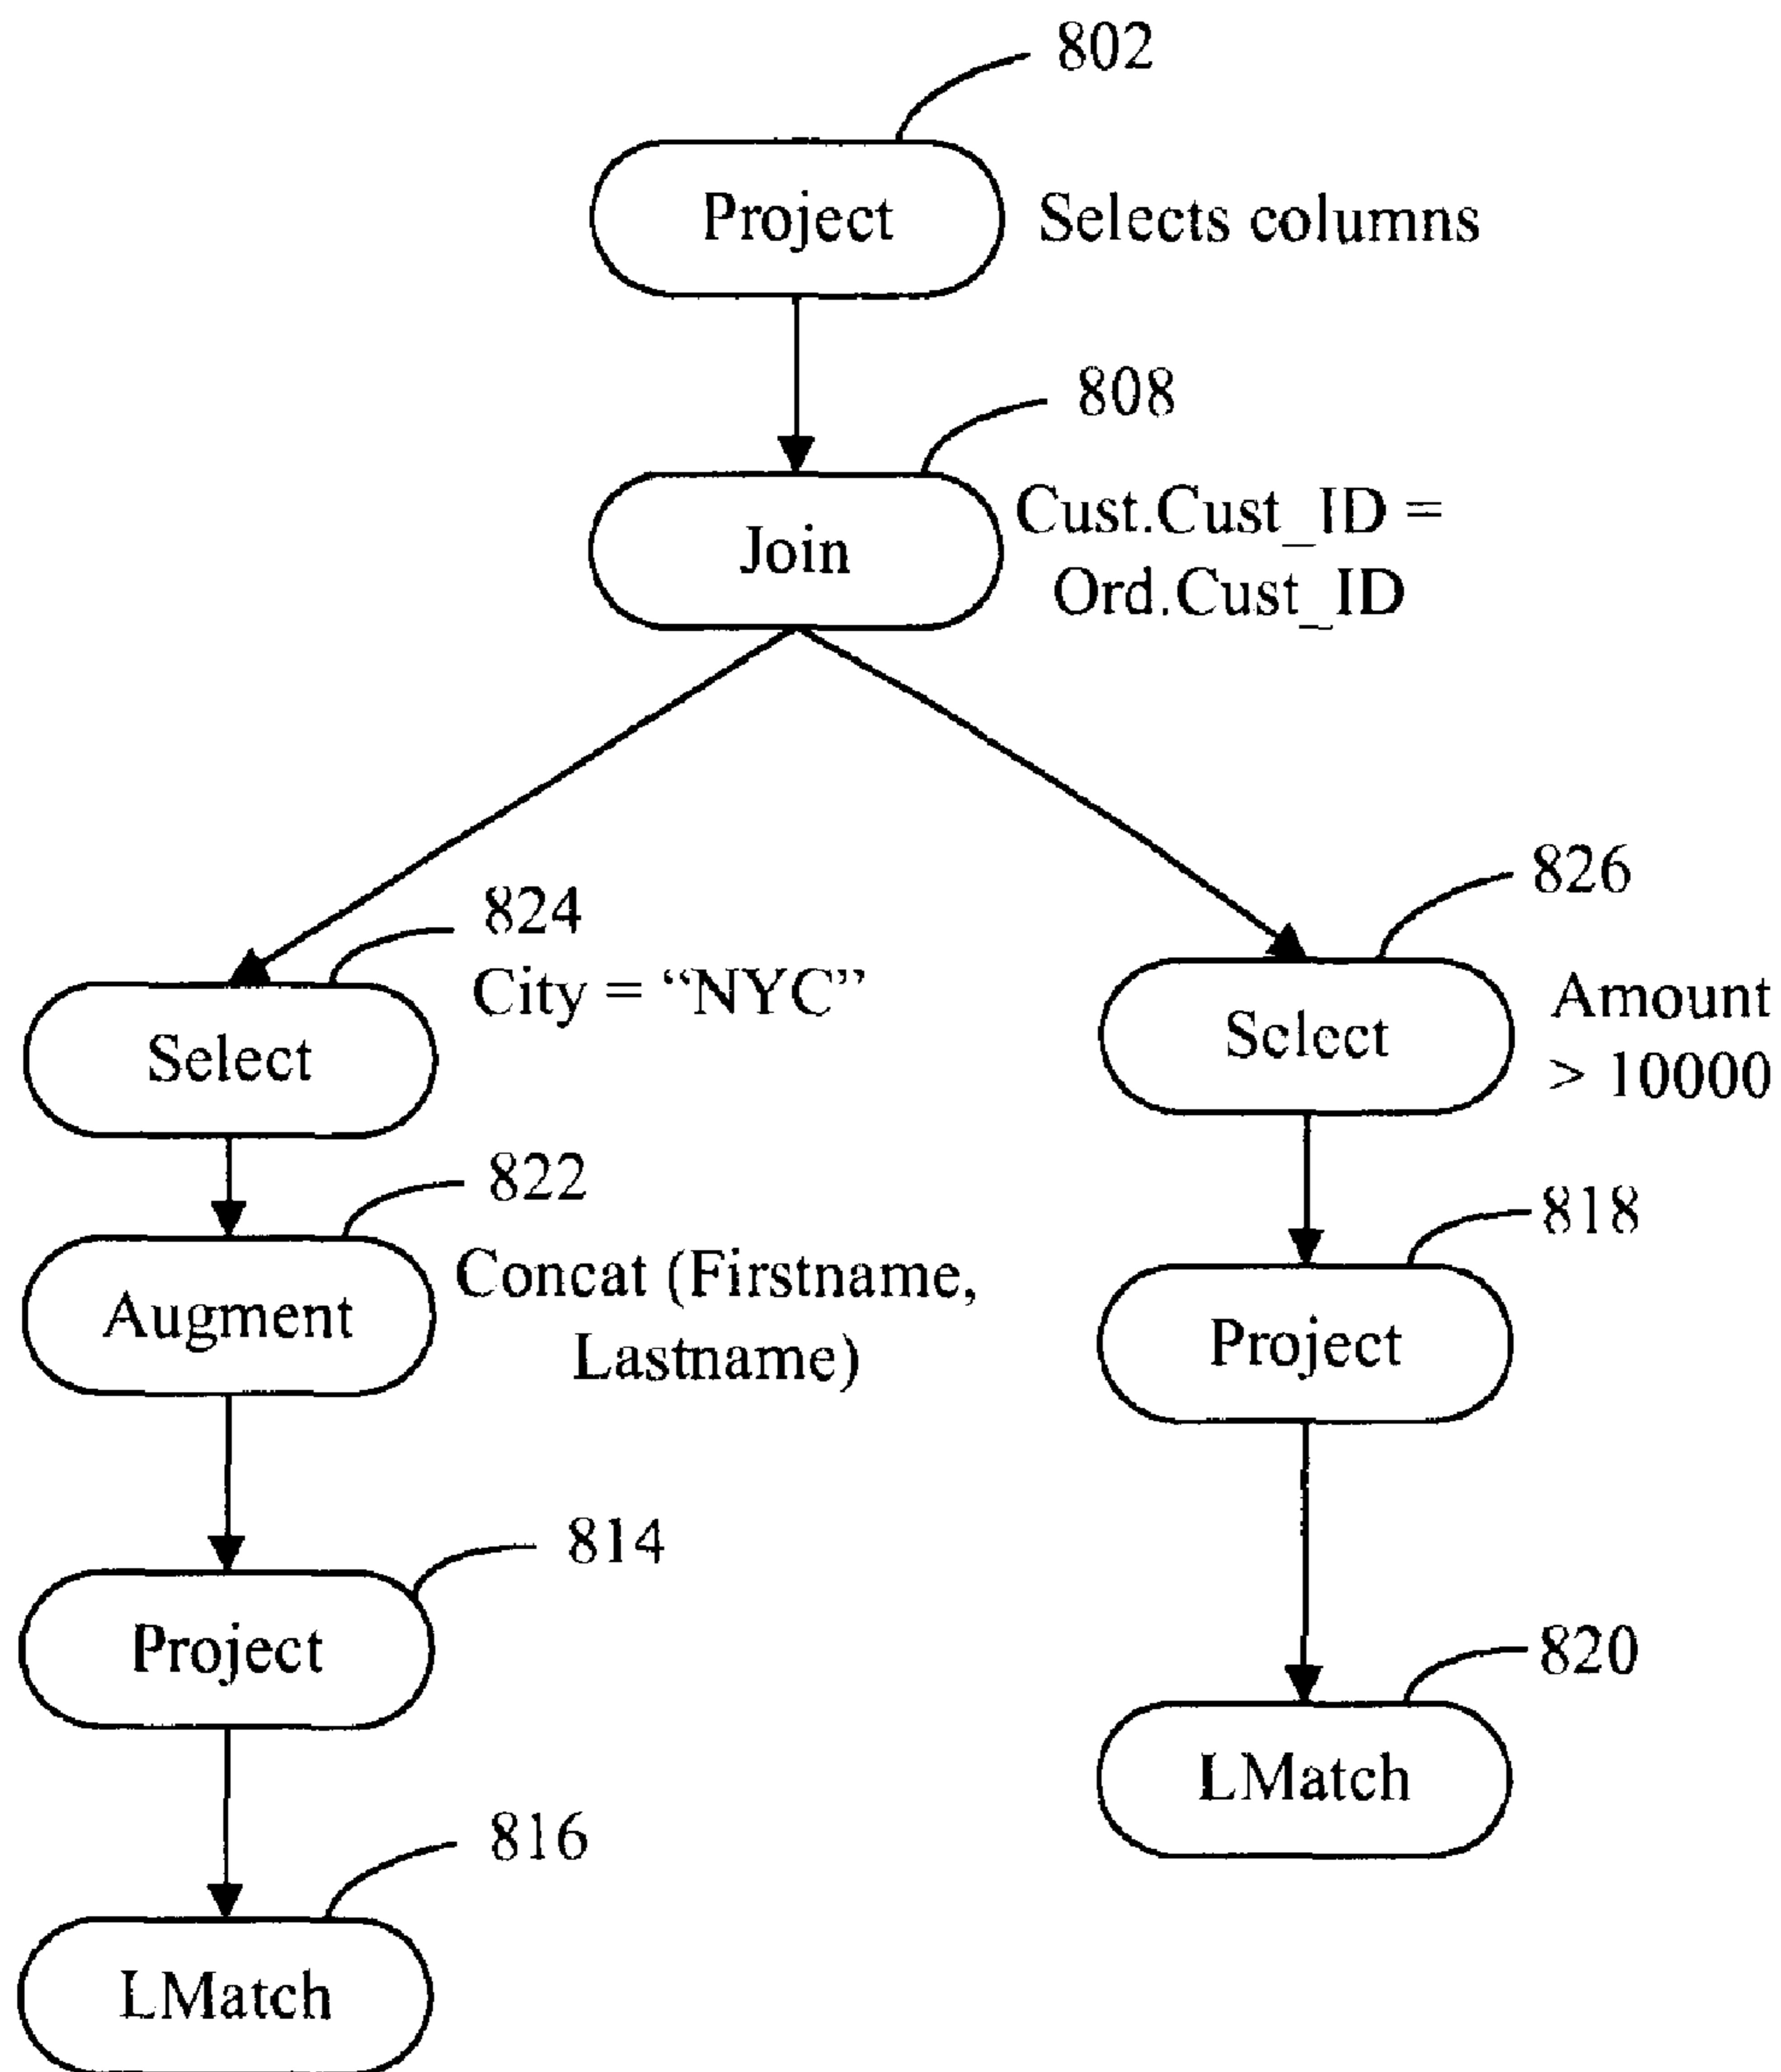 802
Project
Selects columns
808
Join
Cust.Cust_ID =
Ord.Cust_ID
824
City = “NYC”
Select
826
Select
Amount
> 10000
822
Augment
Concat (Firstname,
Lastname)
818
Project
814
Project
820
LMatch
816
LMatch